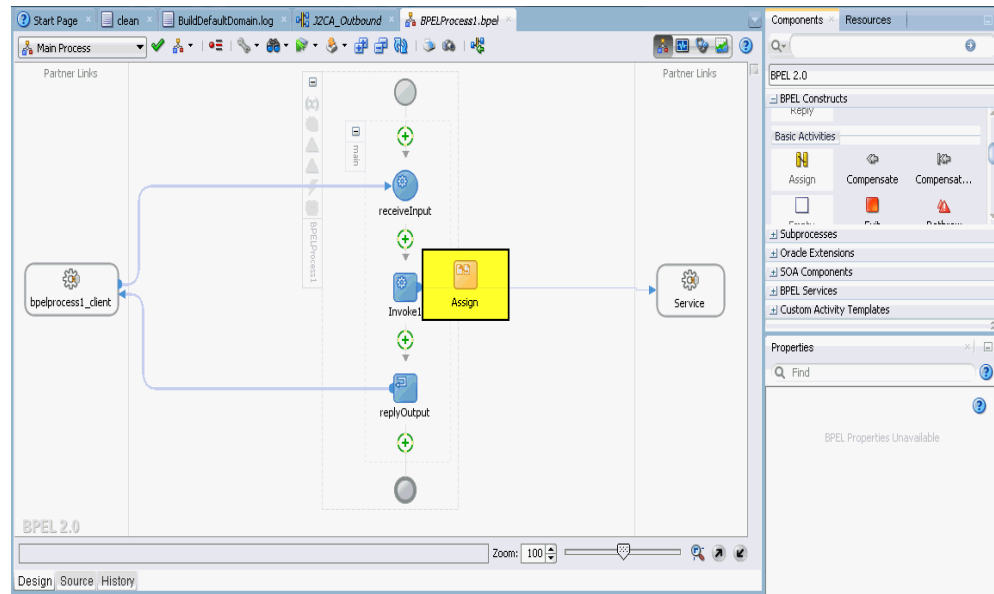 Start Page
clean
BuildDefaultDomain.log
J2CA_Outbound
BPELProcess1.bpel
Main Process
Partner Links
Partner Links
main
BPELProcess1
receiveInput
bpelprocess1_client
Invoke1
Assign
Service
replyOutput
BPEL 2.0
Zoom: 100
Design Source History
Components
Resources
BPEL 2.0
BPEL Constructs
Reply
Basic Activities
Assign
Compensate
Compensat...
Empty
Exit
Rethrow
Subprocesses
Oracle Extensions
SOA Components
BPEL Services
Custom Activity Templates
Properties
Find
BPEL Properties Unavailable